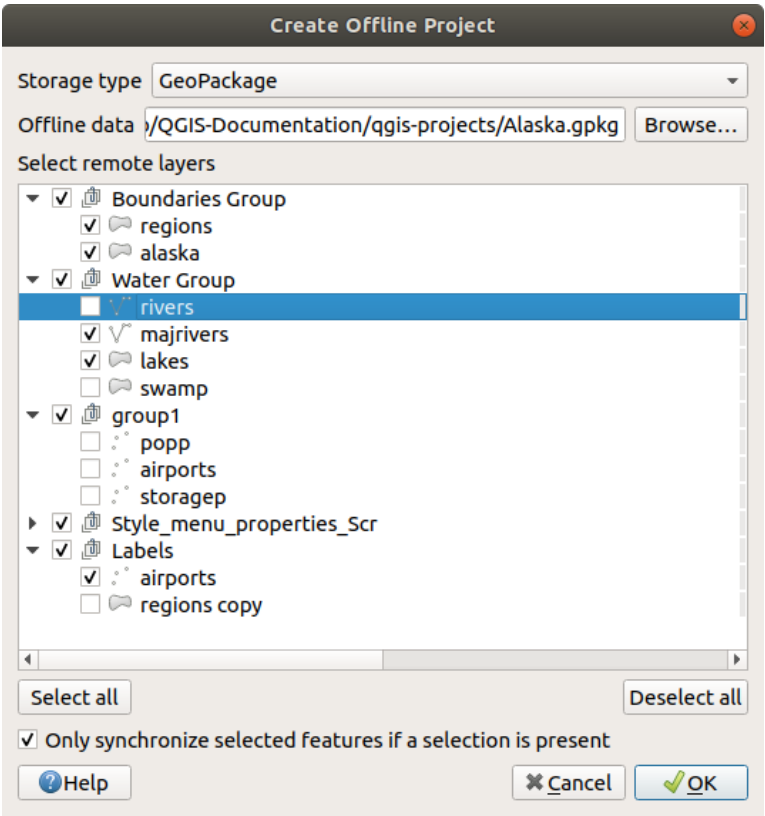 Create Offline Project
Storage type GeoPackage
Offline data /QGIS-Documentation/qgis-projects/Alaska.gpkg Browse...
Select remote layers
Boundaries Group
regions
alaska
Water Group
rivers
majrivers
lakes
swamp
group1
popp
airports
storagep
Style_menu_properties_Scr
Labels
airports
regions copy
Select all Deselect all
Only synchronize selected features if a selection is present
Help Cancel OK